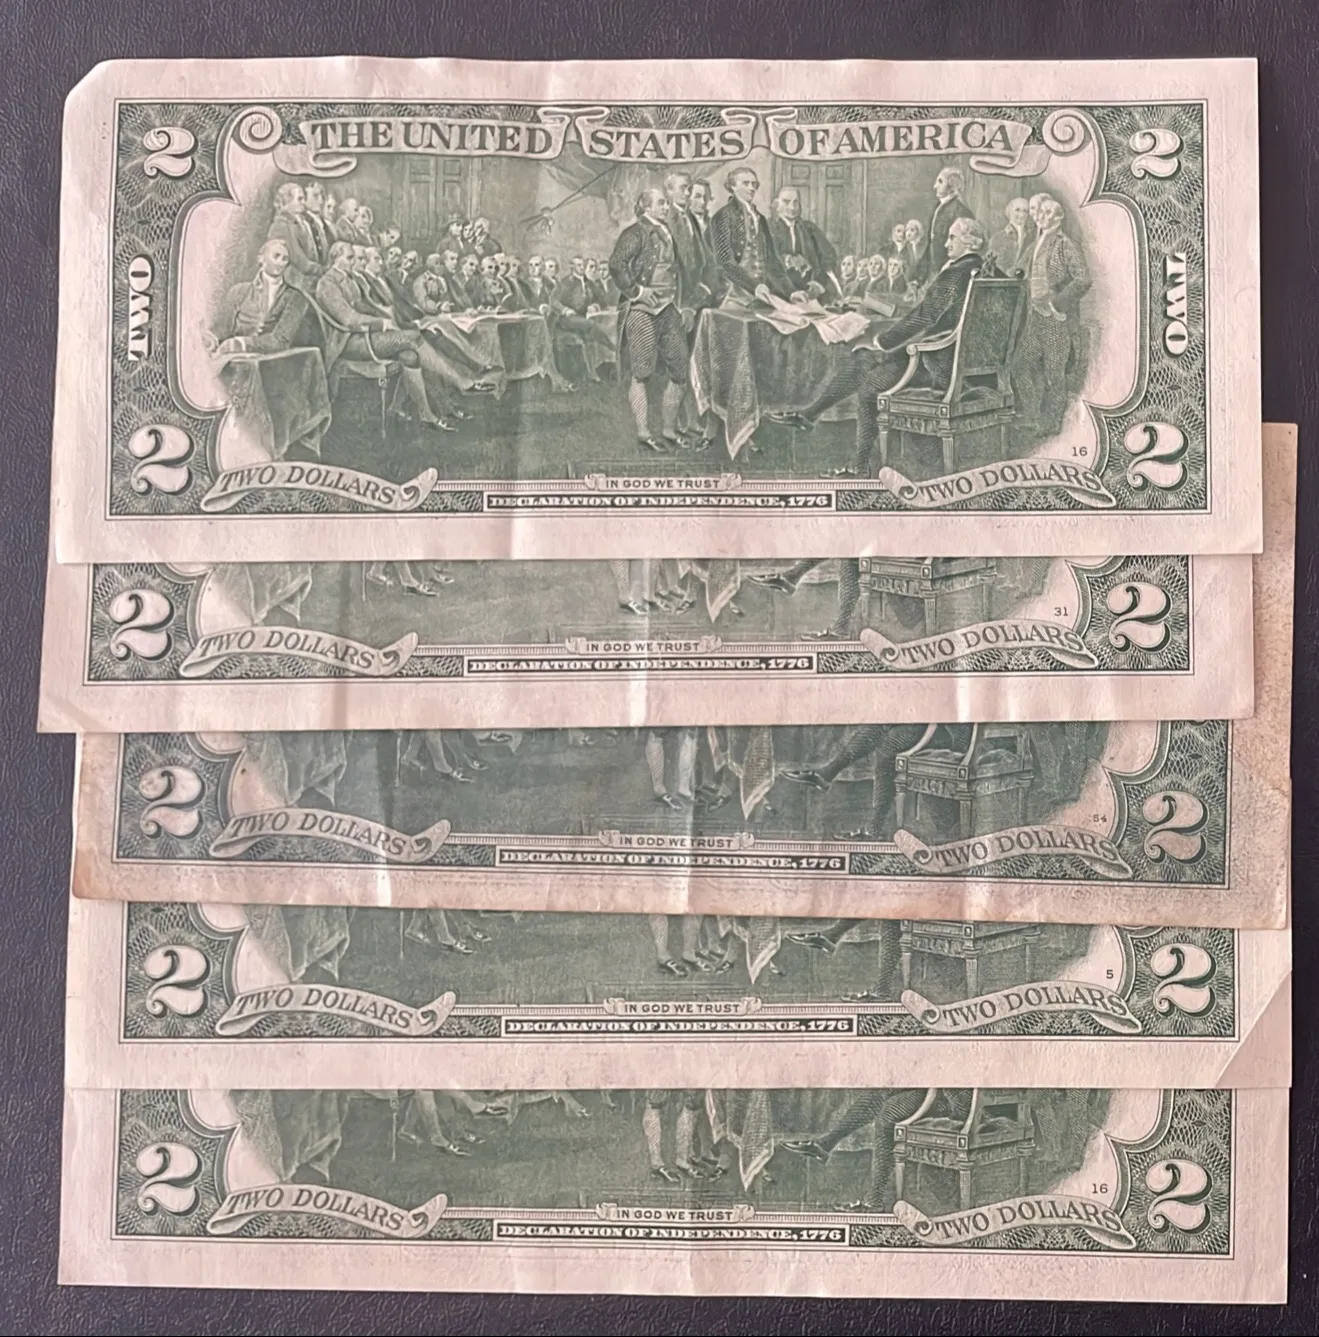 2 THE UNITED STATES OF AMERICA 2
TWO TWO
16
2 TWO DOLLARS IN GOD WE TRUST TWO DOLLARS 2
DECLARATION OF INDEPENDENCE, 1776
31
2 TWO DOLLARS IN GOD WE TRUST TWO DOLLARS 2
DECLARATION OF INDEPENDENCE, 1776
54
2 TWO DOLLARS IN GOD WE TRUST TWO DOLLARS 2
DECLARATION OF INDEPENDENCE, 1776
5
2 TWO DOLLARS IN GOD WE TRUST TWO DOLLARS 2
DECLARATION OF INDEPENDENCE, 1776
16
2 TWO DOLLARS IN GOD WE TRUST TWO DOLLARS 2
DECLARATION OF INDEPENDENCE, 1776